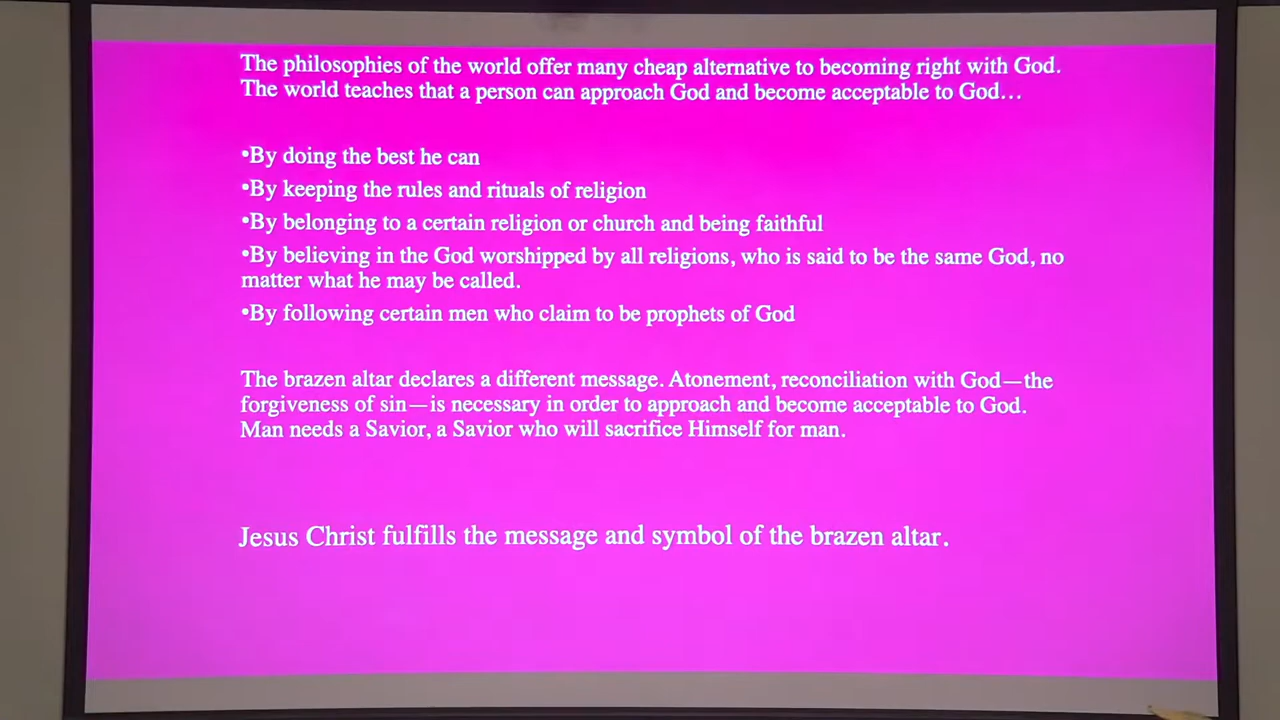 The philosophies of the world offer many cheap alternative to becoming right with God.
The world teaches that a person can approach God and become acceptable to God…
•By doing the best he can
•By keeping the rules and rituals of religion
•By belonging to a certain religion or church and being faithful
•By believing in the God worshipped by all religions, who is said to be the same God, no
matter what he may be called.
•By following certain men who claim to be prophets of God
The brazen altar declares a different message. Atonement, reconciliation with God—the
forgiveness of sin—is necessary in order to approach and become acceptable to God.
Man needs a Savior, a Savior who will sacrifice Himself for man.
Jesus Christ fulfills the message and symbol of the brazen altar.